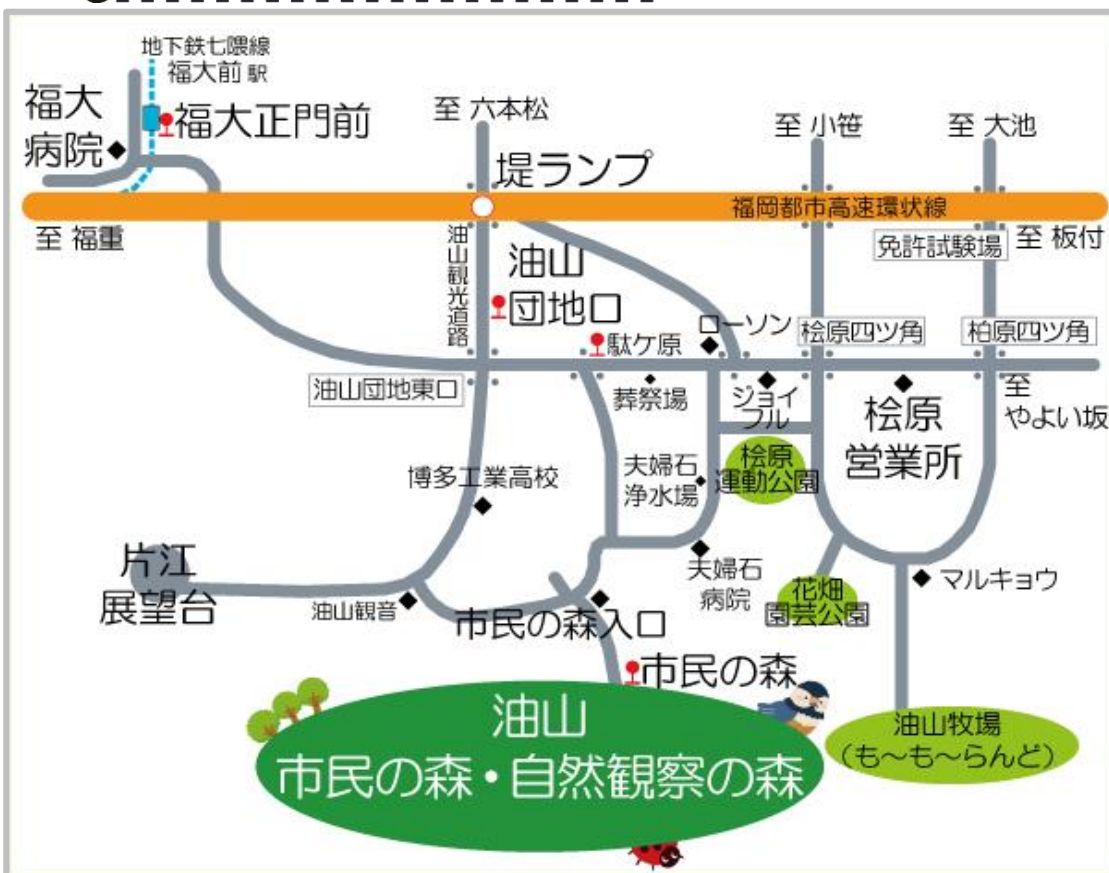 地下鉄七隈線
福大前 駅
福大
病院
福大正門前
至 六本松
至 小笹
至 大池
堤ランプ
福岡都市高速環状線
至 福重
油山観光道路
油山
団地口
免許試験場
至 板付
駄ケ原
ローソン
桧原四ツ角
柏原四ツ角
油山団地東口
葬祭場
ジョイ
フル
桧原
営業所
至
やよい坂
博多工業高校
夫婦石
浄水場
桧原
運動公園
片江
展望台
油山観音
市民の森入口
夫婦石
病院
花畑
園芸公園
マルキョウ
市民の森
油山
市民の森・自然観察の森
油山牧場
(も〜も〜らんど)